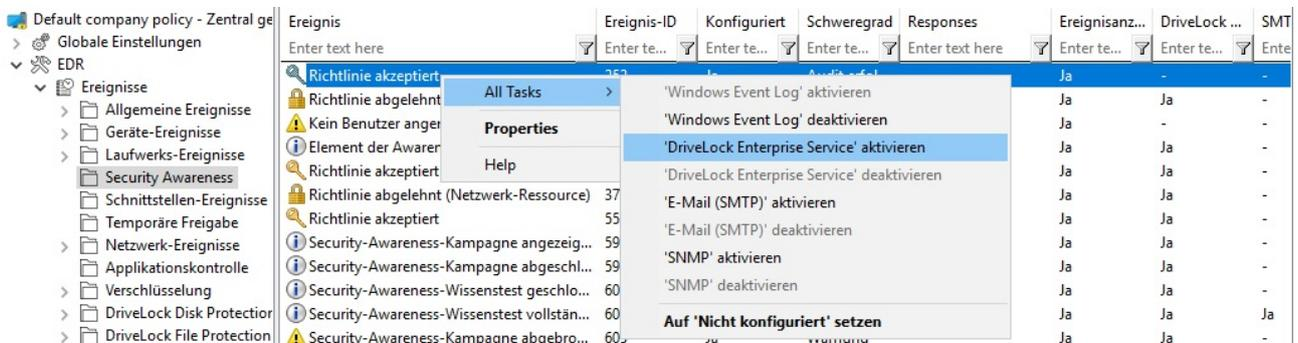 Default company policy - Zentral ge
Globale Einstellungen
EDR
Ereignisse
Allgemeine Ereignisse
Geräte-Ereignisse
Laufwerks-Ereignisse
Security Awareness
Schnittstellen-Ereignisse
Temporäre Freigabe
Netzwerk-Ereignisse
Applikationskontrolle
Verschlüsselung
DriveLock Disk Protection
DriveLock File Protection
Ereignis Ereignis-ID Konfiguriert Schweregrad Responses Ereignisanz... DriveLock ... SMT
Enter text here Enter te... Enter te... Enter te... Enter text here Enter te... Enter te... Ente
Richtlinie akzeptiert Ja - -
Richtlinie abgelehnt Ja Ja -
Kein Benutzer anger Ja - -
Element der Awaren Ja Ja -
Richtlinie akzeptiert Ja Ja -
Richtlinie abgelehnt (Netzwerk-Ressource) 37 Ja Ja -
Richtlinie akzeptiert 55 Ja Ja -
Security-Awareness-Kampagne angezeig... 59 Ja Ja -
Security-Awareness-Kampagne abgeschl... 59 Ja Ja -
Security-Awareness-Wissenstest geschlo... 60 Ja Ja -
Security-Awareness-Wissenstest vollstän... 60 Ja Ja Ja
Security-Awareness-Kampagne abgebro... Ja Ja -
All Tasks
Properties
Help
'Windows Event Log' aktivieren
'Windows Event Log' deaktivieren
'DriveLock Enterprise Service' aktivieren
'DriveLock Enterprise Service' deaktivieren
'E-Mail (SMTP)' aktivieren
'E-Mail (SMTP)' deaktivieren
'SNMP' aktivieren
'SNMP' deaktivieren
Auf 'Nicht konfiguriert' setzen